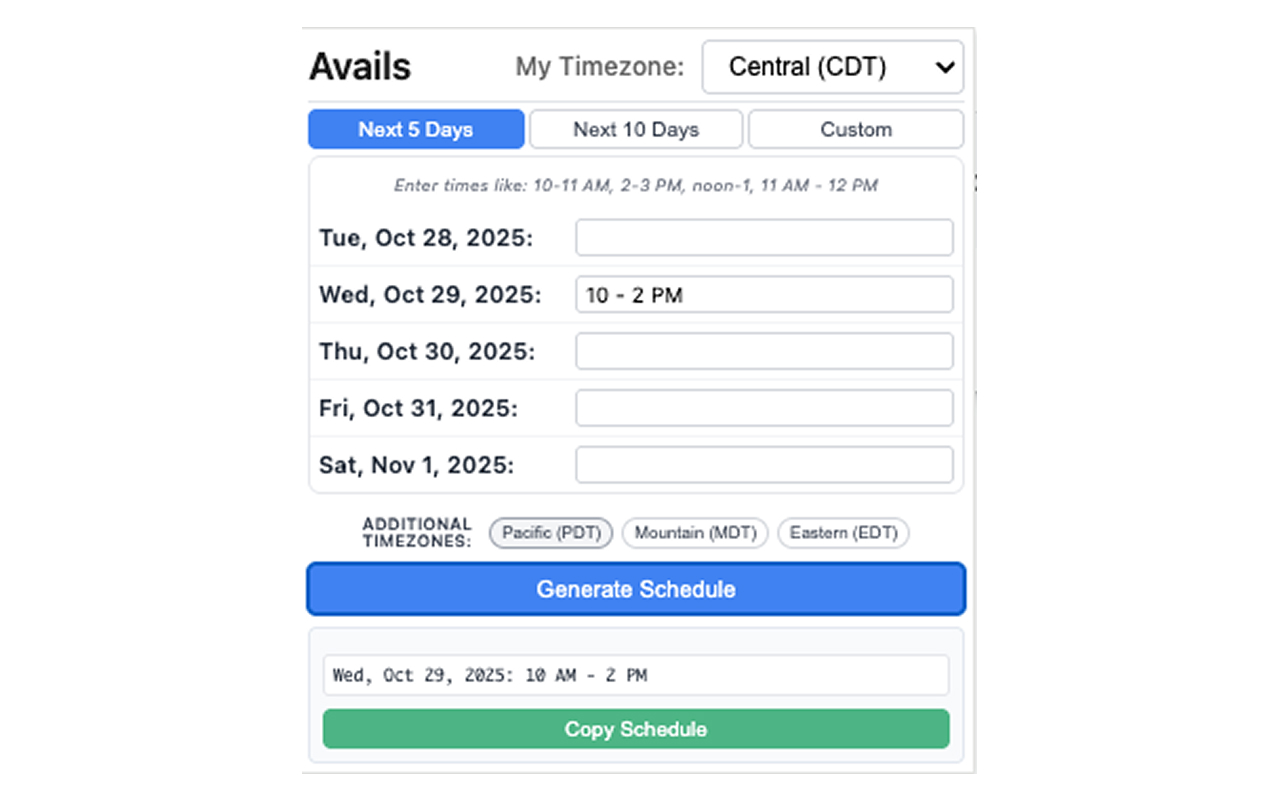 Avails My Timezone: Central (CDT)
Next 5 Days Next 10 Days Custom
Enter times like: 10-11 AM, 2-3 PM, noon-1, 11 AM - 12 PM
Tue, Oct 28, 2025:
Wed, Oct 29, 2025: 10 - 2 PM
Thu, Oct 30, 2025:
Fri, Oct 31, 2025:
Sat, Nov 1, 2025:
ADDITIONAL
TIMEZONES: Pacific (PDT) Mountain (MDT) Eastern (EDT)
Generate Schedule
Wed, Oct 29, 2025: 10 AM - 2 PM
Copy Schedule